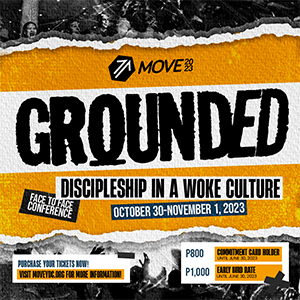 MOVE 2023
GROUNDED
DISCIPLESHIP IN A WOKE CULTURE
FACE TO FACE
CONFERENCE
OCTOBER 30-NOVEMBER 1, 2023
PURCHASE YOUR TICKETS NOW!
VISIT MOVEYDC.ORG FOR MORE INFORMATION!
P800
COMMITMENT CARD HOLDER
UNTIL JUNE 30, 2023
P1,000
EARLY BIRD RATE
UNTIL JUNE 30, 2023